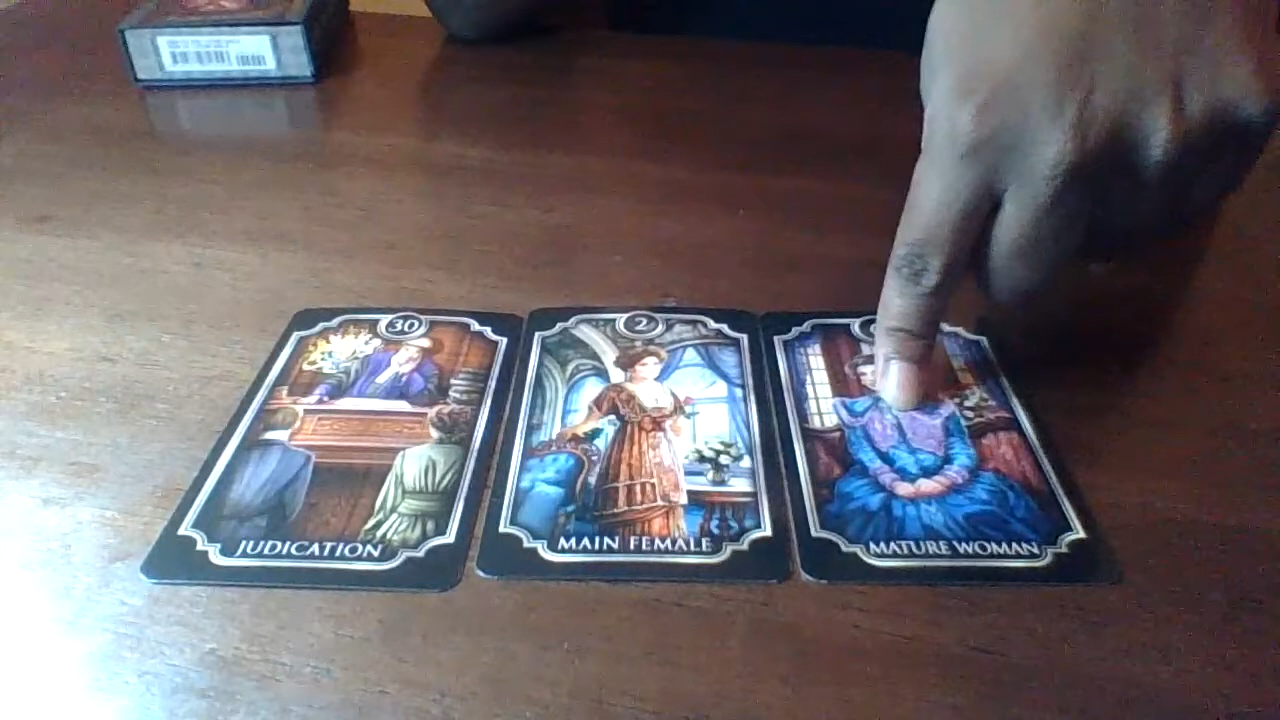 30
JUDICATION
2
MAIN FEMALE
MATURE WOMAN